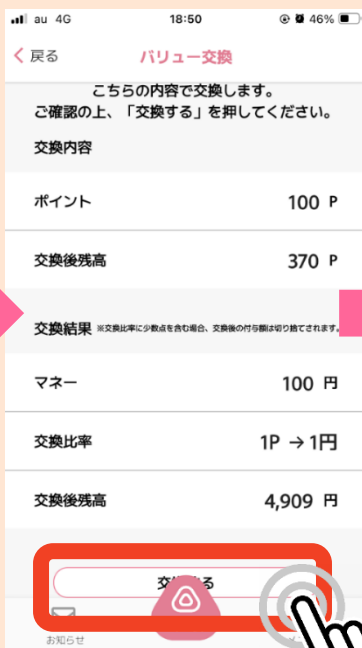 au 4G 18:50 46%
戻る バリュー交換
こちらの内容で交換します。
ご確認の上、「交換する」を押してください。
交換内容
ポイント 100 P
交換後残高 370 P
交換結果 ※交換比率に少数点を含む場合、交換後の付与額は切り捨てされます。
マネー 100 円
交換比率 1P → 1円
交換後残高 4,909 円
お知らせ